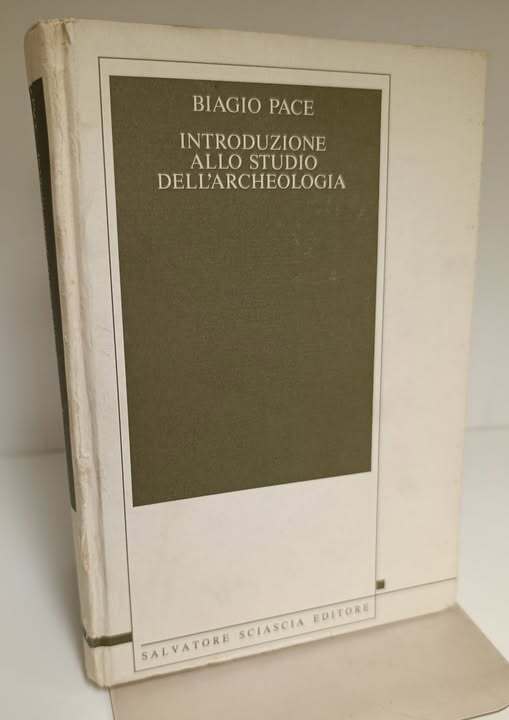 BIAGIO PACE
INTRODUZIONE
ALLO STUDIO
DELL'ARCHEOLOGIA
SALVATORE SCIASCIA EDITORE